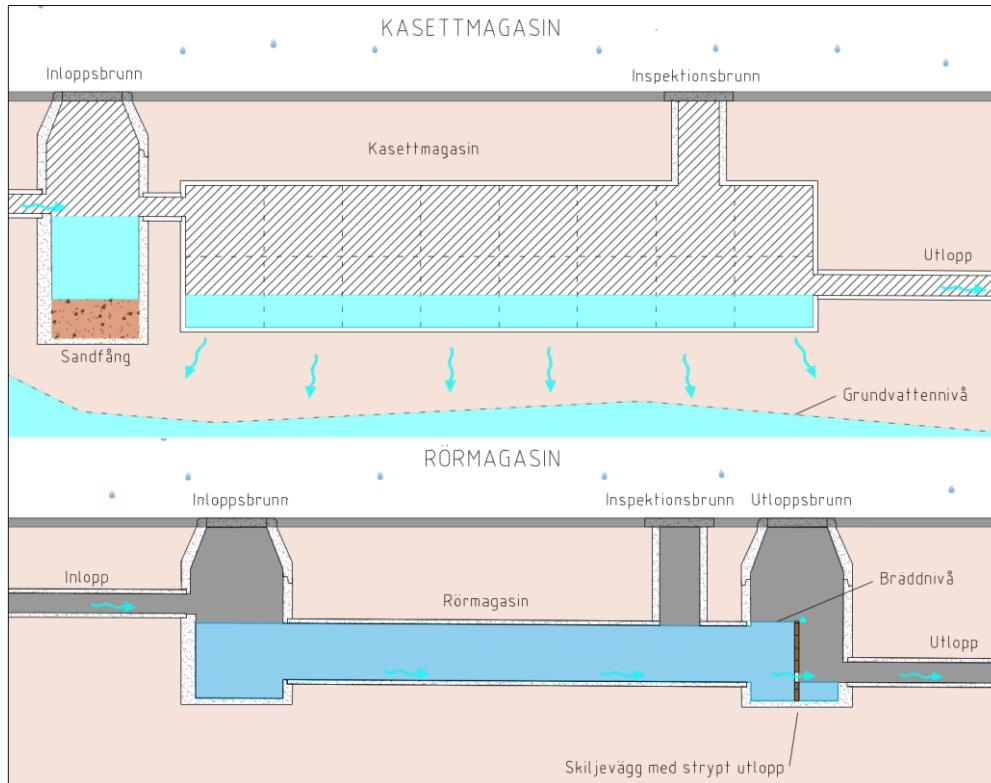 KASETTMAGASIN
Inloppsbrunn
Inspektionsbrunn
Kasettmagasin
Utlopp
Sandfång
Grundvattennivå
RÖRMAGASIN
Inloppsbrunn
Inspektionsbrunn
Utloppsbrunn
Inlopp
Bräddnivå
Rörmagasin
Utlopp
Skiljevägg med strypt utlopp